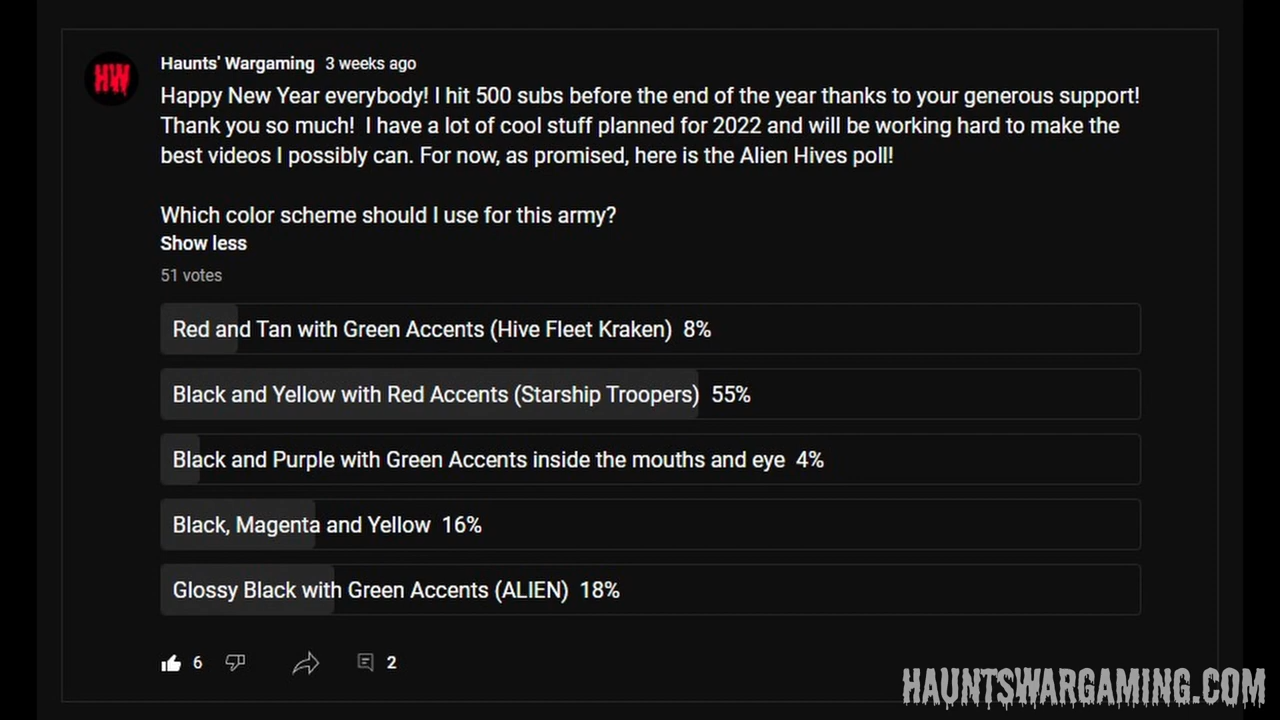 HW
Haunts' Wargaming 3 weeks ago
Happy New Year everybody! I hit 500 subs before the end of the year thanks to your generous support!
Thank you so much! I have a lot of cool stuff planned for 2022 and will be working hard to make the
best videos I possibly can. For now, as promised, here is the Alien Hives poll!
Which color scheme should I use for this army?
Show less
51 votes
Red and Tan with Green Accents (Hive Fleet Kraken) 8%
Black and Yellow with Red Accents (Starship Troopers) 55%
Black and Purple with Green Accents inside the mouths and eye 4%
Black, Magenta and Yellow 16%
Glossy Black with Green Accents (ALIEN) 18%
6 2
HAUNTSWARGAMING.COM